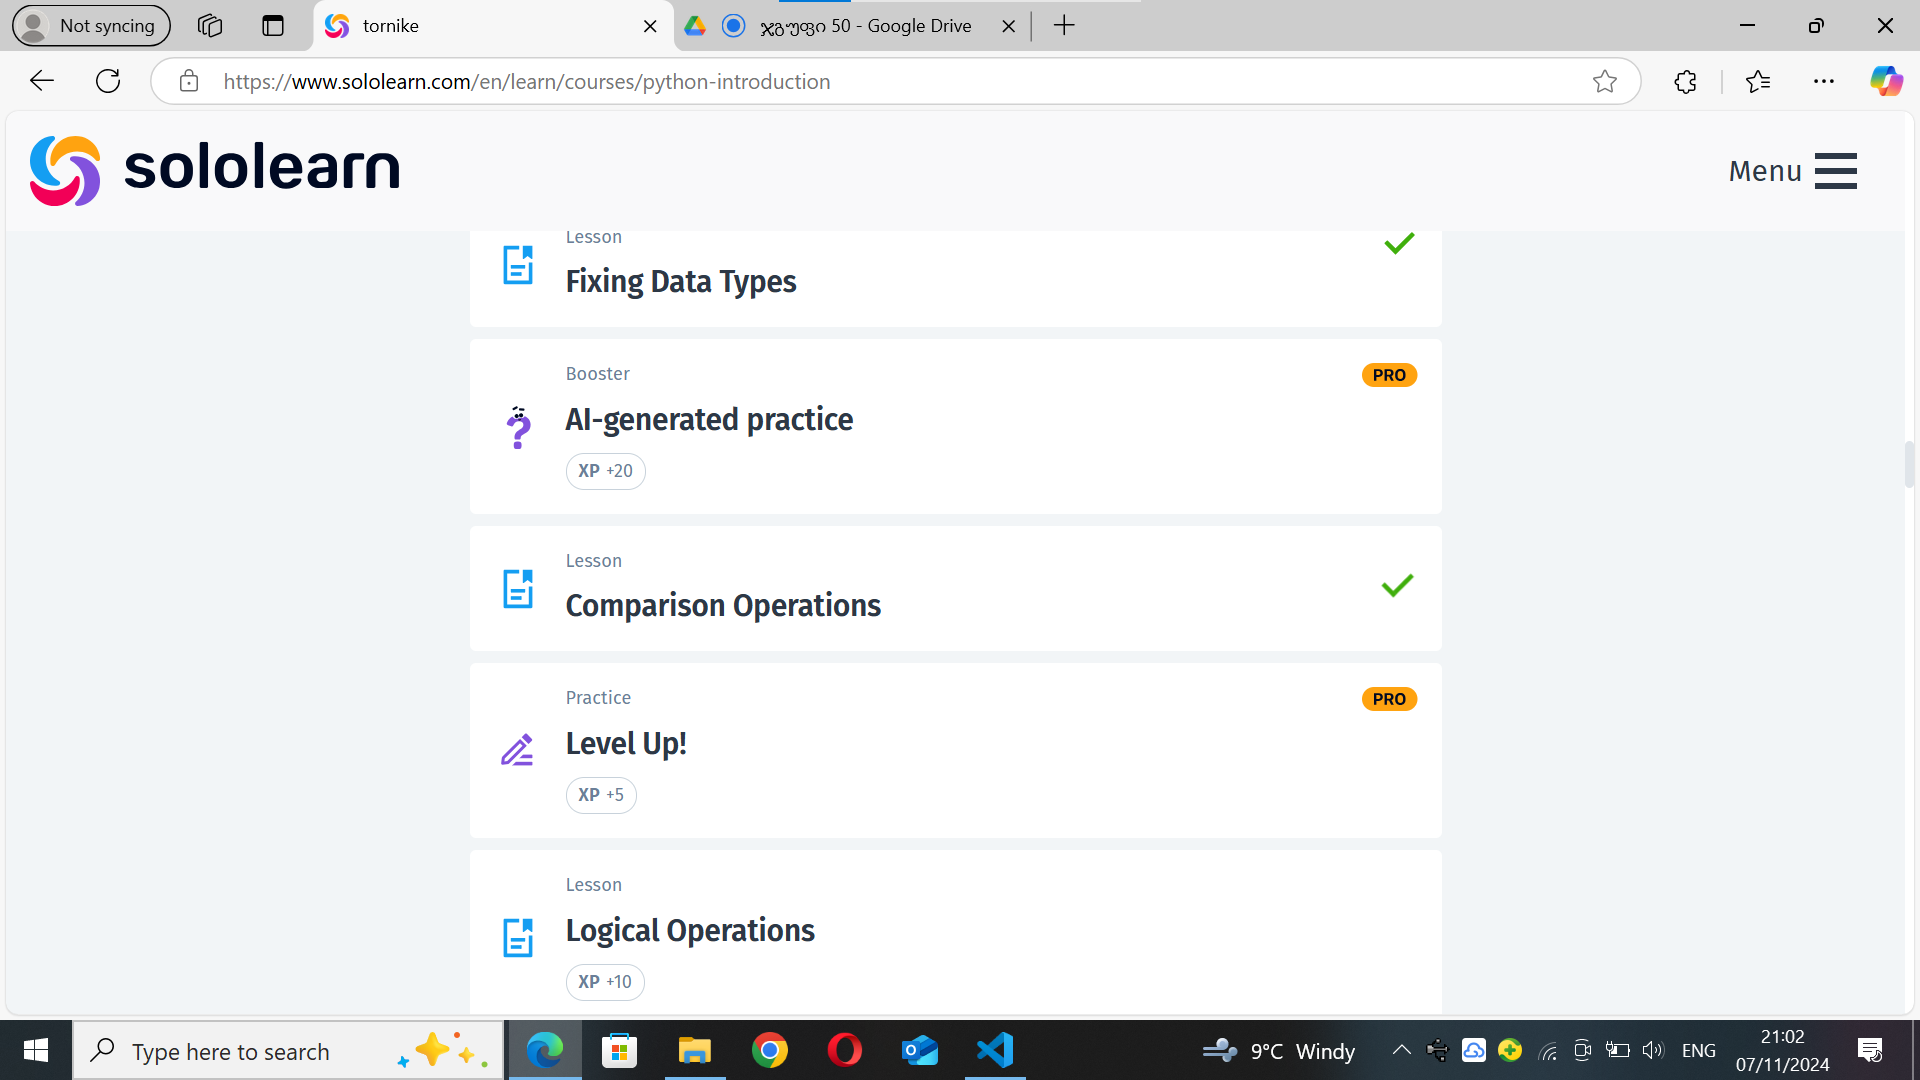 Not syncing
tornike
ჯგუფი 50 - Google Drive
https://www.sololearn.com/en/learn/courses/python-introduction
sololearn
Menu
Lesson
Fixing Data Types
Booster
PRO
AI-generated practice
XP +20
Lesson
Comparison Operations
Practice
PRO
Level Up!
XP +5
Lesson
Logical Operations
XP +10
Type here to search
9°C Windy
ENG
21:02
07/11/2024